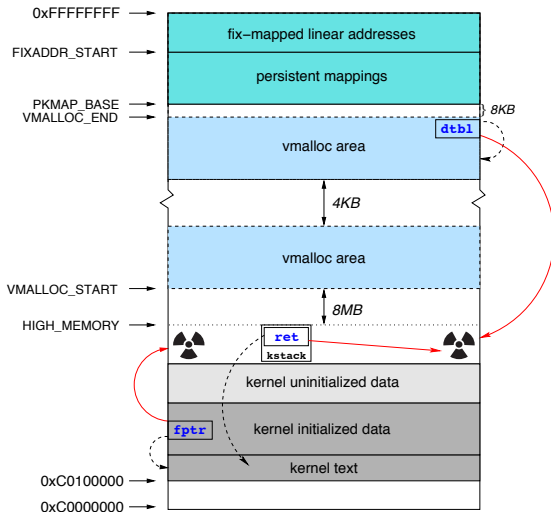 0xFFFFFFFF
fix-mapped linear addresses
FIXADDR_START
persistent mappings
PKMAP_BASE
8KB
VMALLOC_END
dtbl
vmalloc area
4KB
vmalloc area
VMALLOC_START
8MB
HIGH_MEMORY
ret
kstack
kernel uninitialized data
fptr
kernel initialized data
kernel text
0xC0100000
0xC0000000